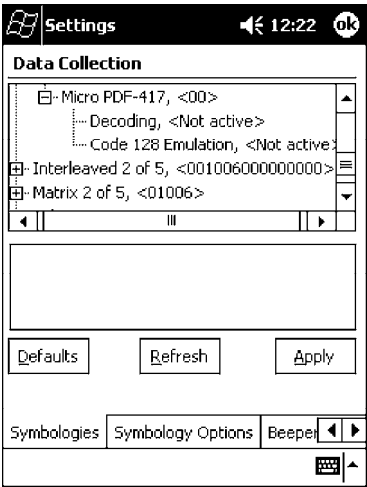 Settings 12:22 ok
Data Collection
Micro PDF-417, <00>
Decoding, <Not active>
Code 128 Emulation, <Not active>
Interleaved 2 of 5, <001006000000000>
Matrix 2 of 5, <01006>
Defaults Refresh Apply
Symbologies Symbology Options Beeper